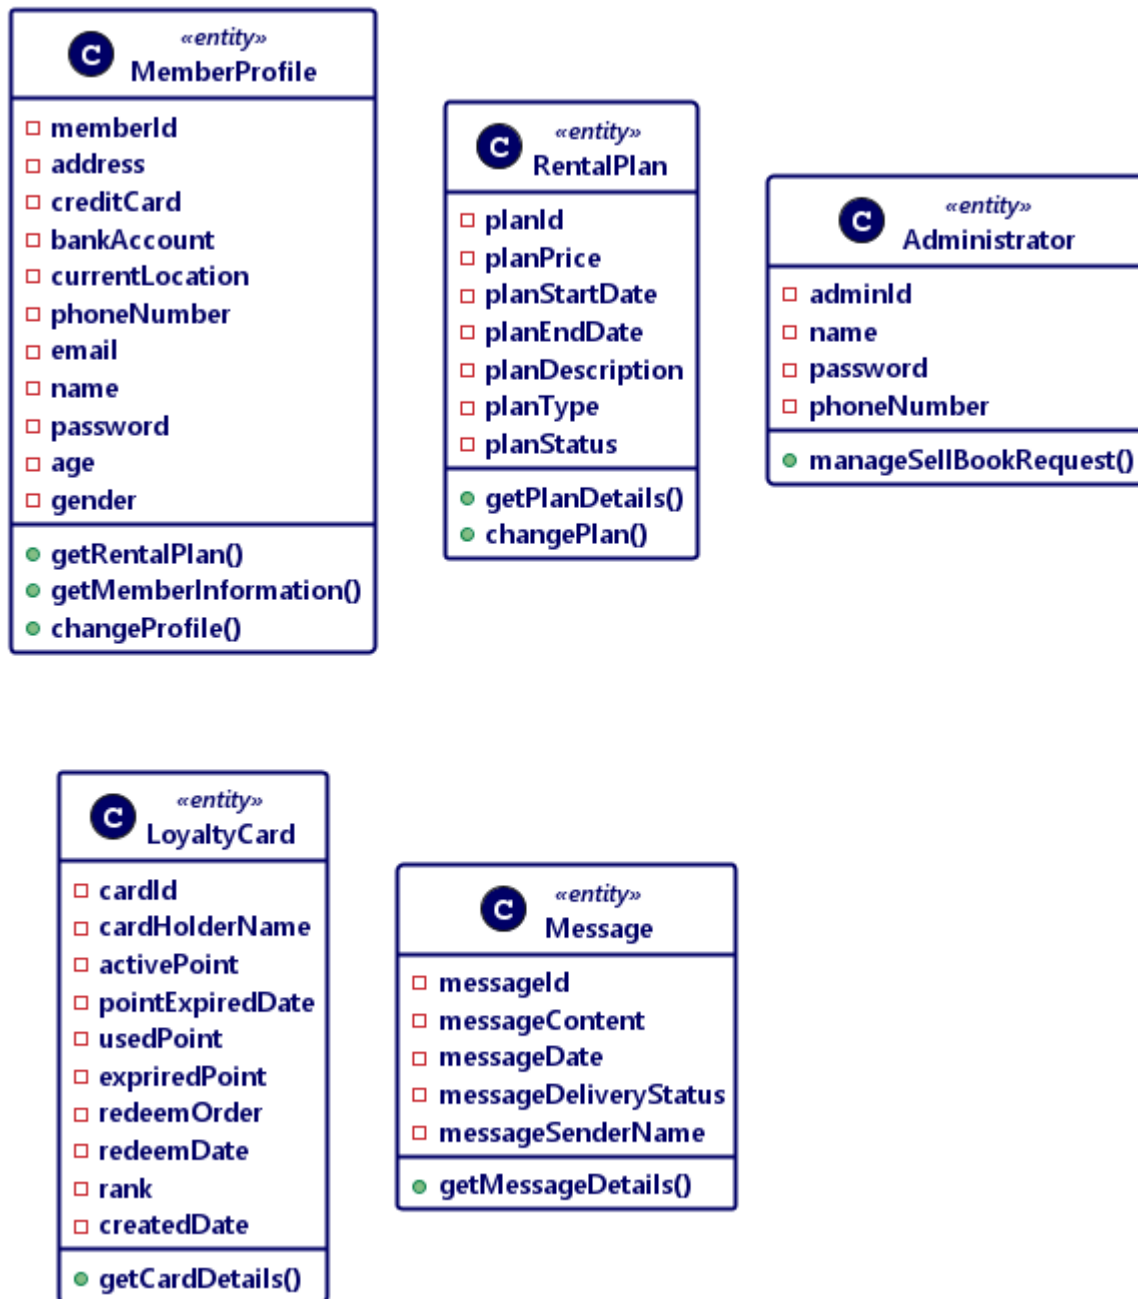 C
«entity»
MemberProfile
memberId
address
creditCard
bankAccount
currentLocation
phoneNumber
email
name
password
age
gender
getRentalPlan()
getMemberInformation()
changeProfile()
C
«entity»
RentalPlan
planId
planPrice
planStartDate
planEndDate
planDescription
planType
planStatus
getPlanDetails()
changePlan()
C
«entity»
Administrator
adminId
name
password
phoneNumber
manageSellBookRequest()
C
«entity»
LoyaltyCard
cardId
cardHolderName
activePoint
pointExpiredDate
usedPoint
expriredPoint
redeemOrder
redeemDate
rank
createdDate
getCardDetails()
C
«entity»
Message
messageId
messageContent
messageDate
messageDeliveryStatus
messageSenderName
getMessageDetails()